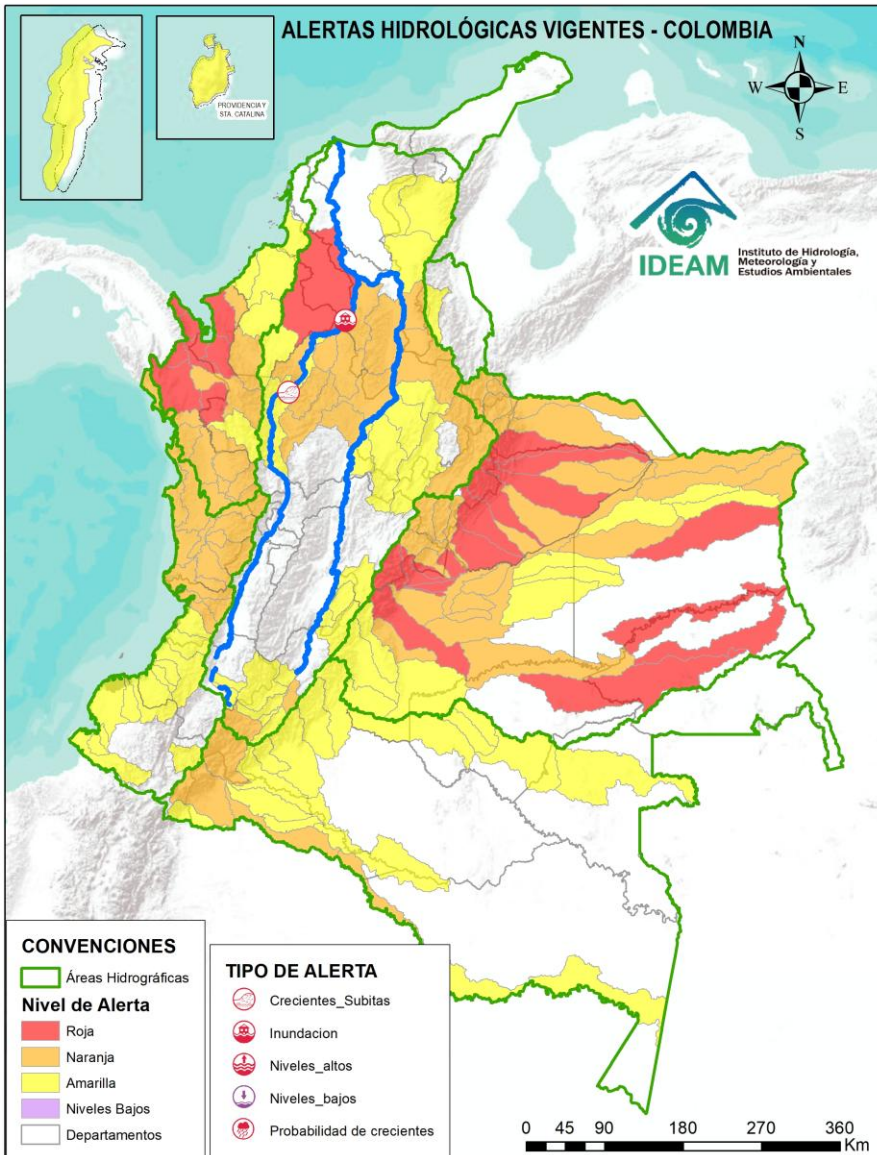 ALERTAS HIDROLÓGICAS VIGENTES - COLOMBIA
PROVIDENCIA Y
STA. CATALINA
N
W
E
S
IDEAM
Instituto de Hidrología,
Meteorología y
Estudios Ambientales
CONVENCIONES
Áreas Hidrográficas
Nivel de Alerta
Roja
Naranja
Amarilla
Niveles Bajos
Departamentos
TIPO DE ALERTA
Crecientes_Subitas
Inundacion
Niveles_altos
Niveles_bajos
Probabilidad de crecientes
0 45 90 180 270 360
Km